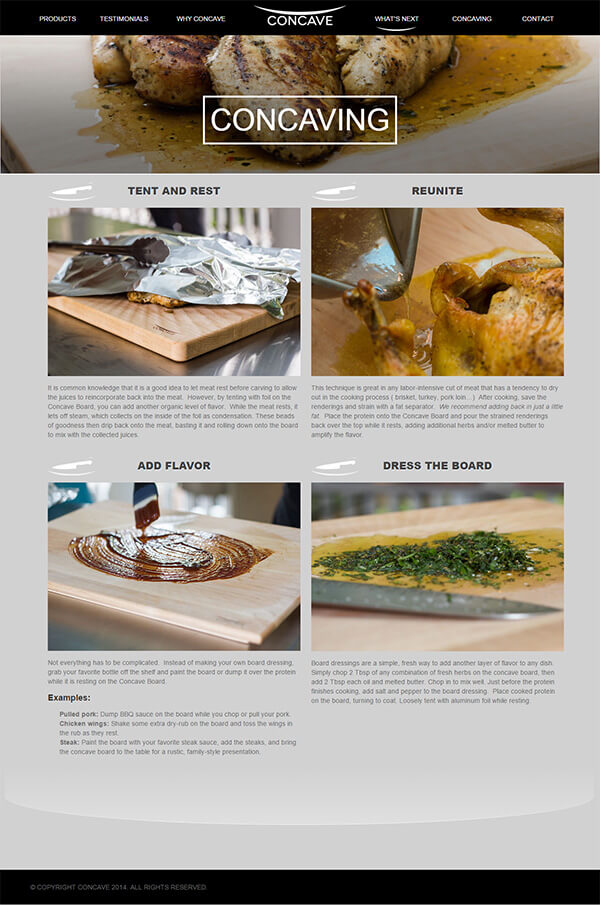 PRODUCTS TESTIMONIALS WHY CONCAVE CONCAVE WHAT'S NEXT CONCAVING CONTACT
CONCAVING
TENT AND REST
It is common knowledge that it is a good idea to let meat rest before carving to allow
the juices to reincorporate back into the meat.  However, by tenting with foil on the
Concave Board, you can add another organic level of flavor.  While the meat rests, it
lets off steam, which collects on the inside of the foil as condensation. These beads
of goodness then drip back onto the meat, basting it and rolling down onto the board
to mix with the collected juices.
REUNITE
This technique is great in any labor-intensive cut of meat that has a tendency to dry
out in the cooking process ( brisket, turkey, pork loin…)  After cooking, save the
renderings and strain with a fat separator.  We recommend adding back in just a little
fat.  Place the protein onto the Concave Board and pour the strained renderings
back over the top while it rests, adding additional herbs and/or melted butter to
amplify the flavor.
ADD FLAVOR
Not everything has to be complicated.  Instead of making your own board dressing,
grab your favorite bottle off the shelf and paint the board or dump it over the protein
while it is resting on the Concave Board.
Examples:
Pulled pork: Dump BBQ sauce on the board while you chop or pull your pork.
Chicken wings: Shake some extra dry-rub on the board and toss the wings in
the rub as they rest.
Steak: Paint the board with your favorite steak sauce, add the steaks, and bring
the concave board to the table for a rustic, family-style presentation.
DRESS THE BOARD
Board dressings are a simple, fresh way to add another layer of flavor to any dish.
Simply chop 2 Tbsp of any combination of fresh herbs on the concave board, then
add 2 Tbsp each oil and melted butter. Chop in to mix well. Just before the protein
finishes cooking, add salt and pepper to the board dressing.  Place cooked protein
on the board, turning to coat. Loosely tent with aluminum foil while resting.
© COPYRIGHT CONCAVE 2014. ALL RIGHTS RESERVED.